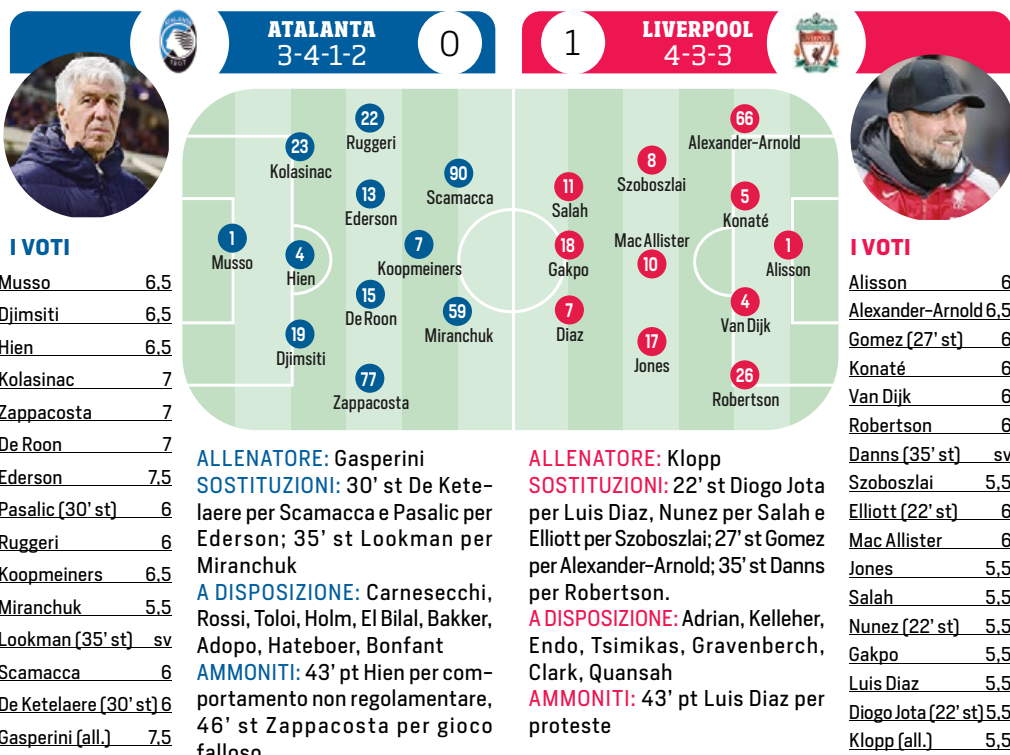 ATALANTA
3-4-1-2
0
1
LIVERPOOL
4-3-3
22
Ruggeri
23
Kolasinac
90
Scamacca
13
Ederson
1
Musso
4
Hien
7
Koopmeiners
15
De Roon
59
Miranchuk
19
Djimsiti
77
Zappacosta
66
Alexander-Arnold
8
Szoboszlai
11
Salah
5
Konaté
18
Gakpo
Mac Allister
10
1
Alisson
7
Diaz
4
Van Dijk
17
Jones
26
Robertson
I VOTI
Musso 6,5
Djimsiti 6,5
Hien 6,5
Kolasinac 7
Zappacosta 7
De Roon 7
Ederson 7,5
Pasalic (30' st) 6
Ruggeri 6
Koopmeiners 6,5
Miranchuk 5,5
Lookman (35' st) sv
Scamacca 6
De Ketelaere (30' st) 6
Gasperini (all.) 7,5
ALLENATORE: Gasperini
SOSTITUZIONI: 30' st De Kete-
laere per Scamacca e Pasalic per
Ederson; 35' st Lookman per
Miranchuk
A DISPOSIZIONE: Carnesecchi,
Rossi, Toloi, Holm, El Bilal, Bakker,
Adopo, Hateboer, Bonfant
AMMONITI: 43' pt Hien per com-
portamento non regolamentare,
46' st Zappacosta per gioco
falloso
ALLENATORE: Klopp
SOSTITUZIONI: 22' st Diogo Jota
per Luis Diaz, Nunez per Salah e
Elliott per Szoboszlai; 27' st Gomez
per Alexander-Arnold; 35' st Danns
per Robertson.
A DISPOSIZIONE: Adrian, Kelleher,
Endo, Tsimikas, Gravenberch,
Clark, Quansah
AMMONITI: 43' pt Luis Diaz per
proteste
I VOTI
Alisson 6
Alexander-Arnold 6,5
Gomez (27' st) 6
Konaté 6
Van Dijk 6
Robertson 6
Danns (35' st) sv
Szoboszlai 5,5
Elliott (22' st) 6
Mac Allister 6
Jones 5,5
Salah 5,5
Nunez (22' st) 5,5
Gakpo 5,5
Luis Diaz 5,5
Diogo Jota (22' st) 5,5
Klopp (all.) 5,5